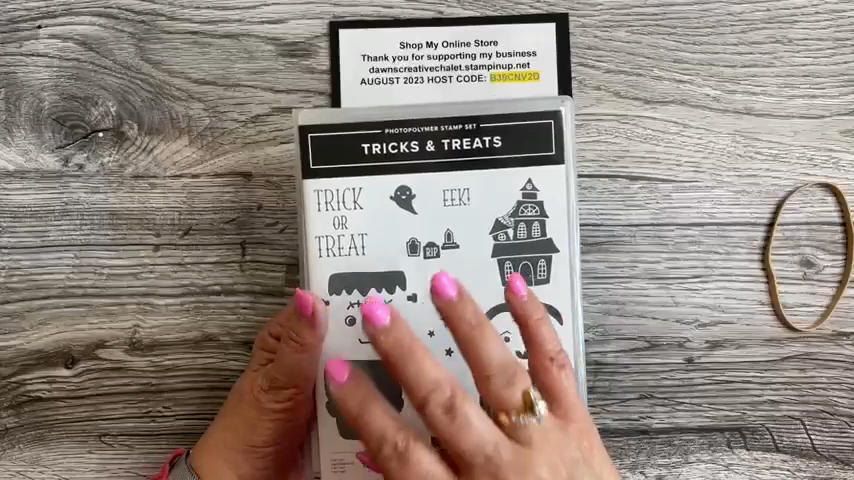 Shop My Online Store
Thank you for supporting my business
dawnscreativechalet.stampinup.net
AUGUST 2023 HOST CODE: B39CNV2D
PHOTOPOLYMER STAMP SET
TRICKS & TREATS
TRICK
OR
TREAT
EEK!
RIP